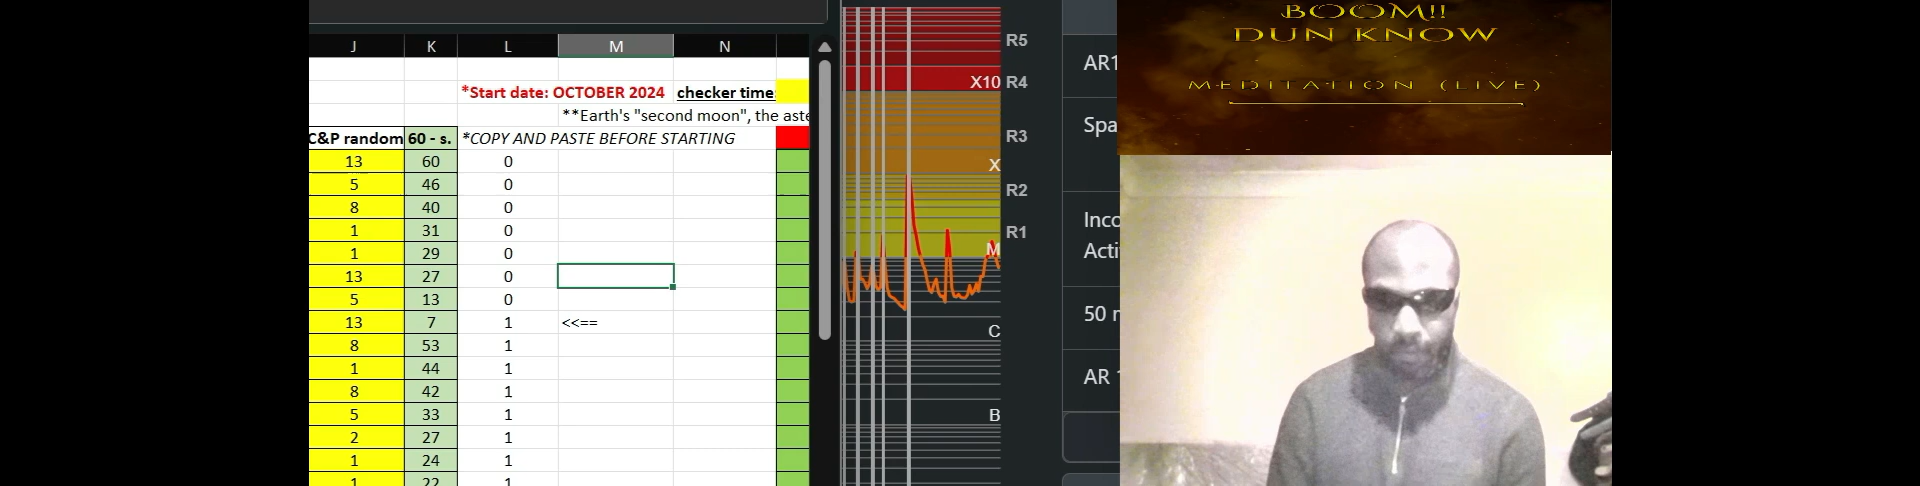 J K L M N
*Start date: OCTOBER 2024 checker time:
**Earth's "second moon", the aste
C&P random 60 - s. *COPY AND PASTE BEFORE STARTING
13 60 0
5 46 0
8 40 0
1 31 0
1 29 0
13 27 0
5 13 0
13 7 1 <<==
8 53 1
1 44 1
8 42 1
5 33 1
2 27 1
1 24 1
1 22 1
R5
X10 R4
R3
X
R2
R1
M
C
B
AR1
Spa
Inco
Acti
50 r
AR 1
BOOM!!
DUN KNOW
MEDITATION (LIVE)